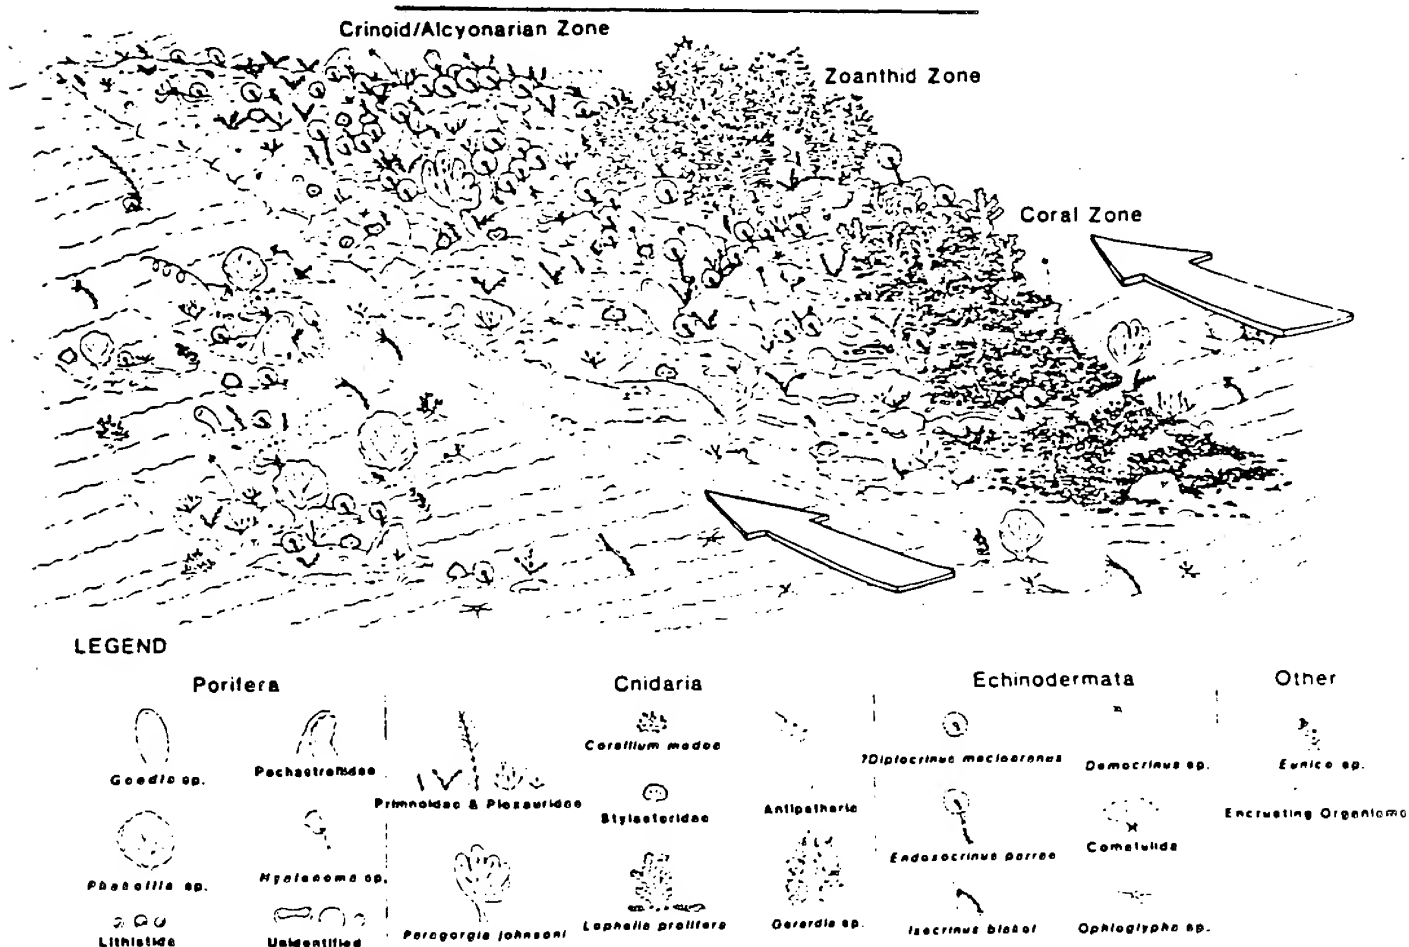 Crinoid/Alcyonarian Zone
Zoanthid Zone
Coral Zone
LEGEND
Porifera
Cnidaria
Echinodermata
Other
Geodia sp.
Pachastrellidae
Primnoidae & Plexauridae
Corallium medea
Antipatharia
?Diplocrinus maclearanus
Democrinus sp.
Eunice sp.
Phakellia sp.
Hyalonema sp.
Stylasteridae
Endoxocrinus parrae
Comatulida
Encrusting Organisms
Lithistida
Unidentified
Paragorgia johnsoni
Lophelia prolifera
Gerardia sp.
Isocrinus blakei
Ophioglypha sp.